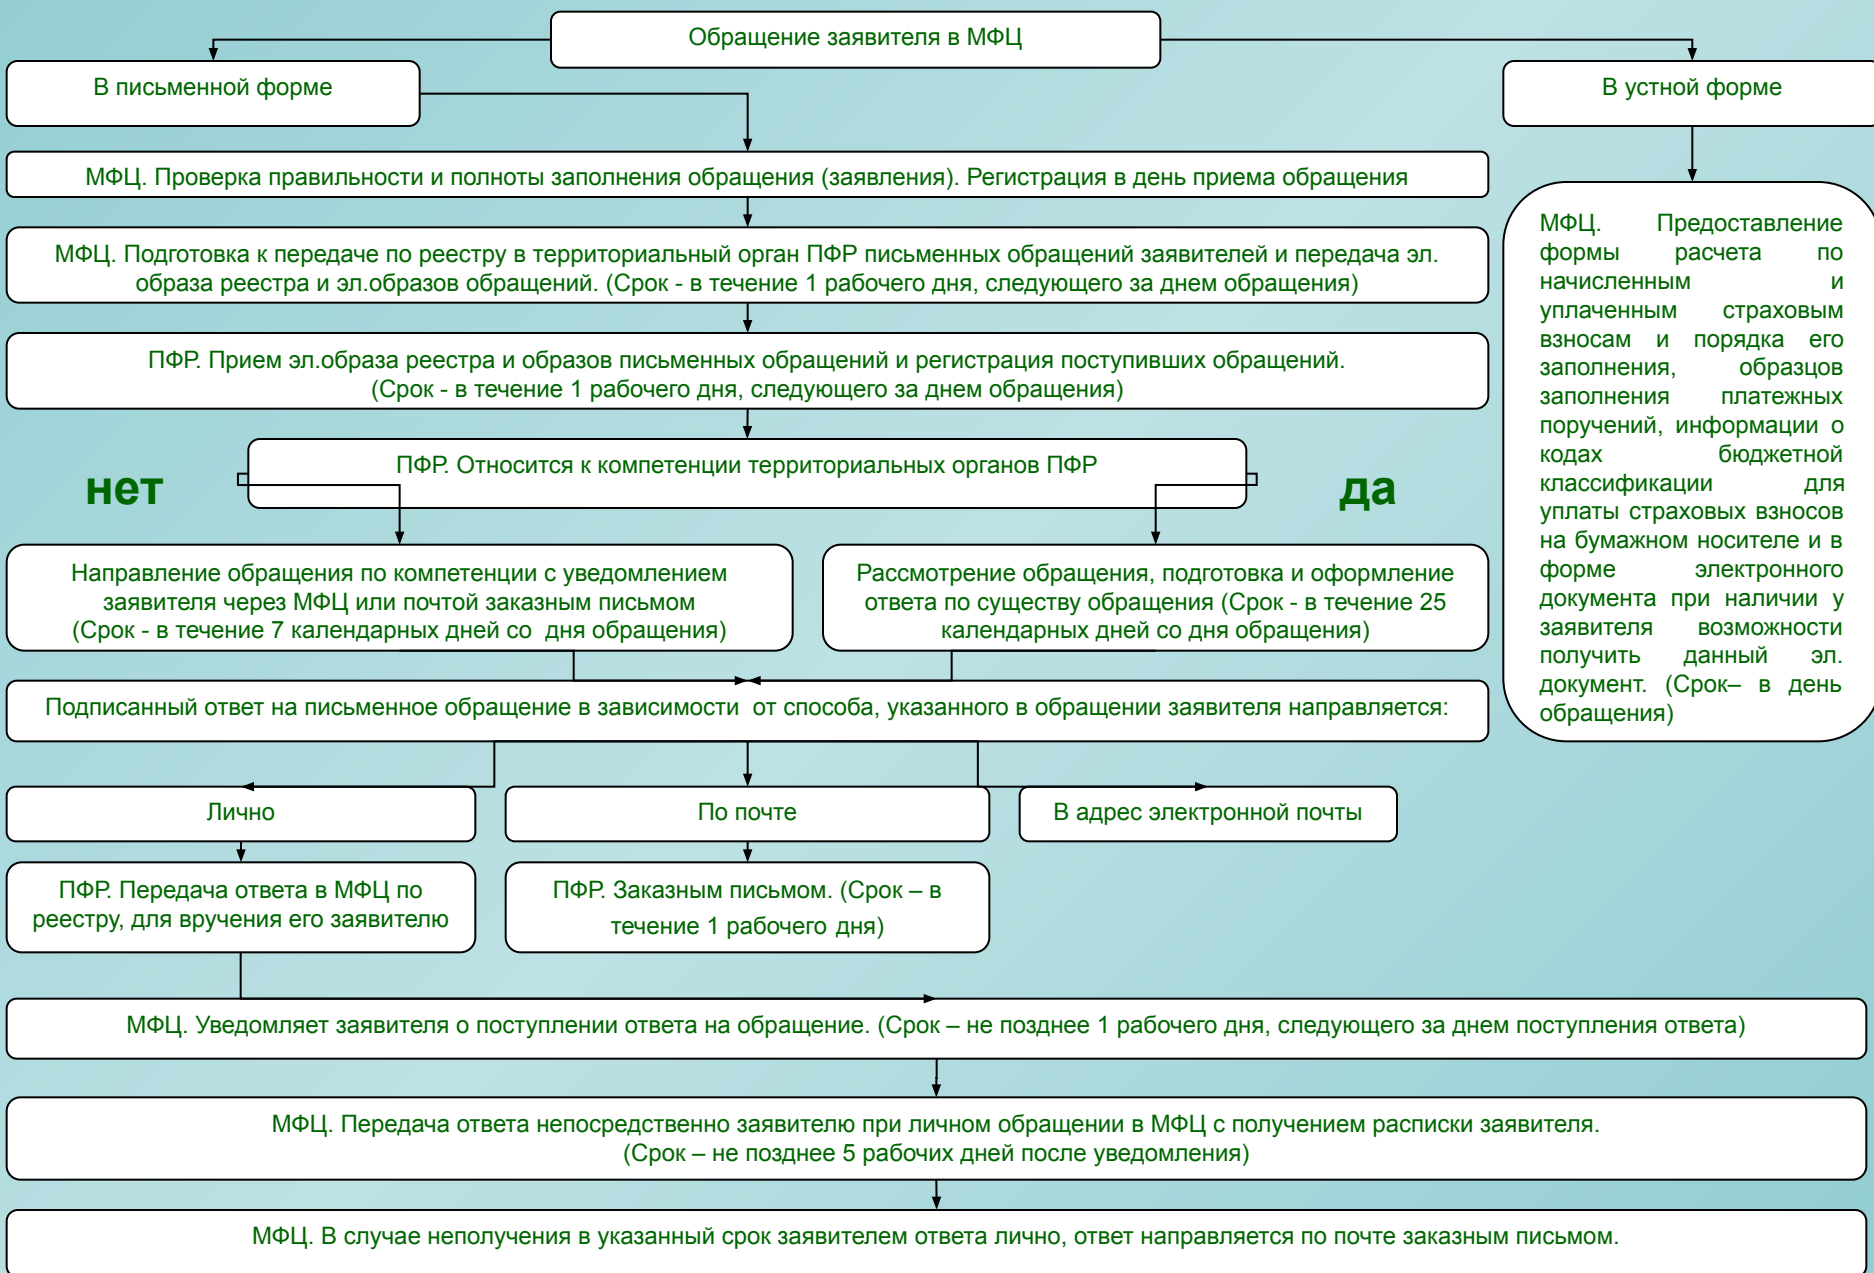 Обращение заявителя в МФЦ
В письменной форме
В устной форме
МФЦ. Проверка правильности и полноты заполнения обращения (заявления). Регистрация в день приема обращения
МФЦ. Подготовка к передаче по реестру в территориальный орган ПФР письменных обращений заявителей и передача эл.
образа реестра и эл.образов обращений. (Срок - в течение 1 рабочего дня, следующего за днем обращения)
ПФР. Прием эл.образа реестра и образов письменных обращений и регистрация поступивших обращений.
(Срок - в течение 1 рабочего дня, следующего за днем обращения)
ПФР. Относится к компетенции территориальных органов ПФР
нет
да
Направление обращения по компетенции с уведомлением
заявителя через МФЦ или почтой заказным письмом
(Срок - в течение 7 календарных дней со дня обращения)
Рассмотрение обращения, подготовка и оформление
ответа по существу обращения (Срок - в течение 25
календарных дней со дня обращения)
МФЦ. Предоставление
формы расчета по
начисленным и
уплаченным страховым
взносам и порядка его
заполнения, образцов
заполнения платежных
поручений, информации о
кодах бюджетной
классификации для
уплаты страховых взносов
на бумажном носителе и в
форме электронного
документа при наличии у
заявителя возможности
получить данный эл.
документ. (Срок– в день
обращения)
Подписанный ответ на письменное обращение в зависимости от способа, указанного в обращении заявителя направляется:
Лично
По почте
В адрес электронной почты
ПФР. Передача ответа в МФЦ по
реестру, для вручения его заявителю
ПФР. Заказным письмом. (Срок – в
течение 1 рабочего дня)
МФЦ. Уведомляет заявителя о поступлении ответа на обращение. (Срок – не позднее 1 рабочего дня, следующего за днем поступления ответа)
МФЦ. Передача ответа непосредственно заявителю при личном обращении в МФЦ с получением расписки заявителя.
(Срок – не позднее 5 рабочих дней после уведомления)
МФЦ. В случае неполучения в указанный срок заявителем ответа лично, ответ направляется по почте заказным письмом.